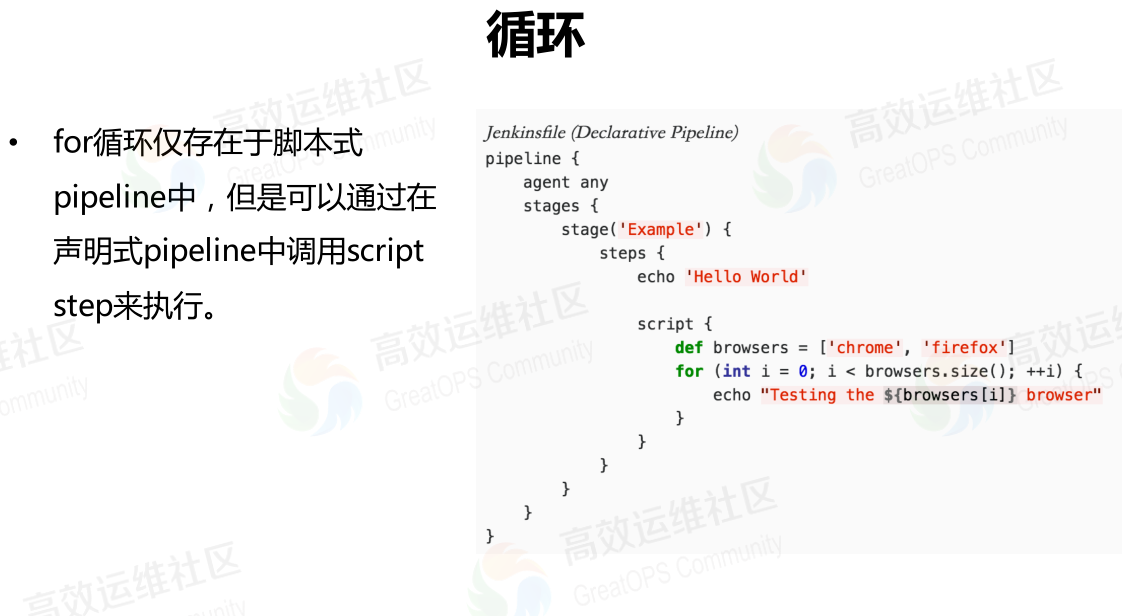 循环
• for循环仅存在于脚本式
pipeline中，但是可以通过在
声明式pipeline中调用script
step来执行。
Jenkinsfile (Declarative Pipeline)
pipeline {
    agent any
    stages {
        stage('Example') {
            steps {
                echo 'Hello World'

                script {
                    def browsers = ['chrome', 'firefox']
                    for (int i = 0; i < browsers.size(); ++i) {
                        echo "Testing the ${browsers[i]} browser"
                    }
                }
            }
        }
    }
}
高效运维社区
GreatOPS Community
高效运维社区
GreatOPS Community
维社区
ommunity
高效运维社区
GreatOPS Community
高效运维
GreatOPS
高效运维社区
GreatOPS Community
高效运维社区
unity